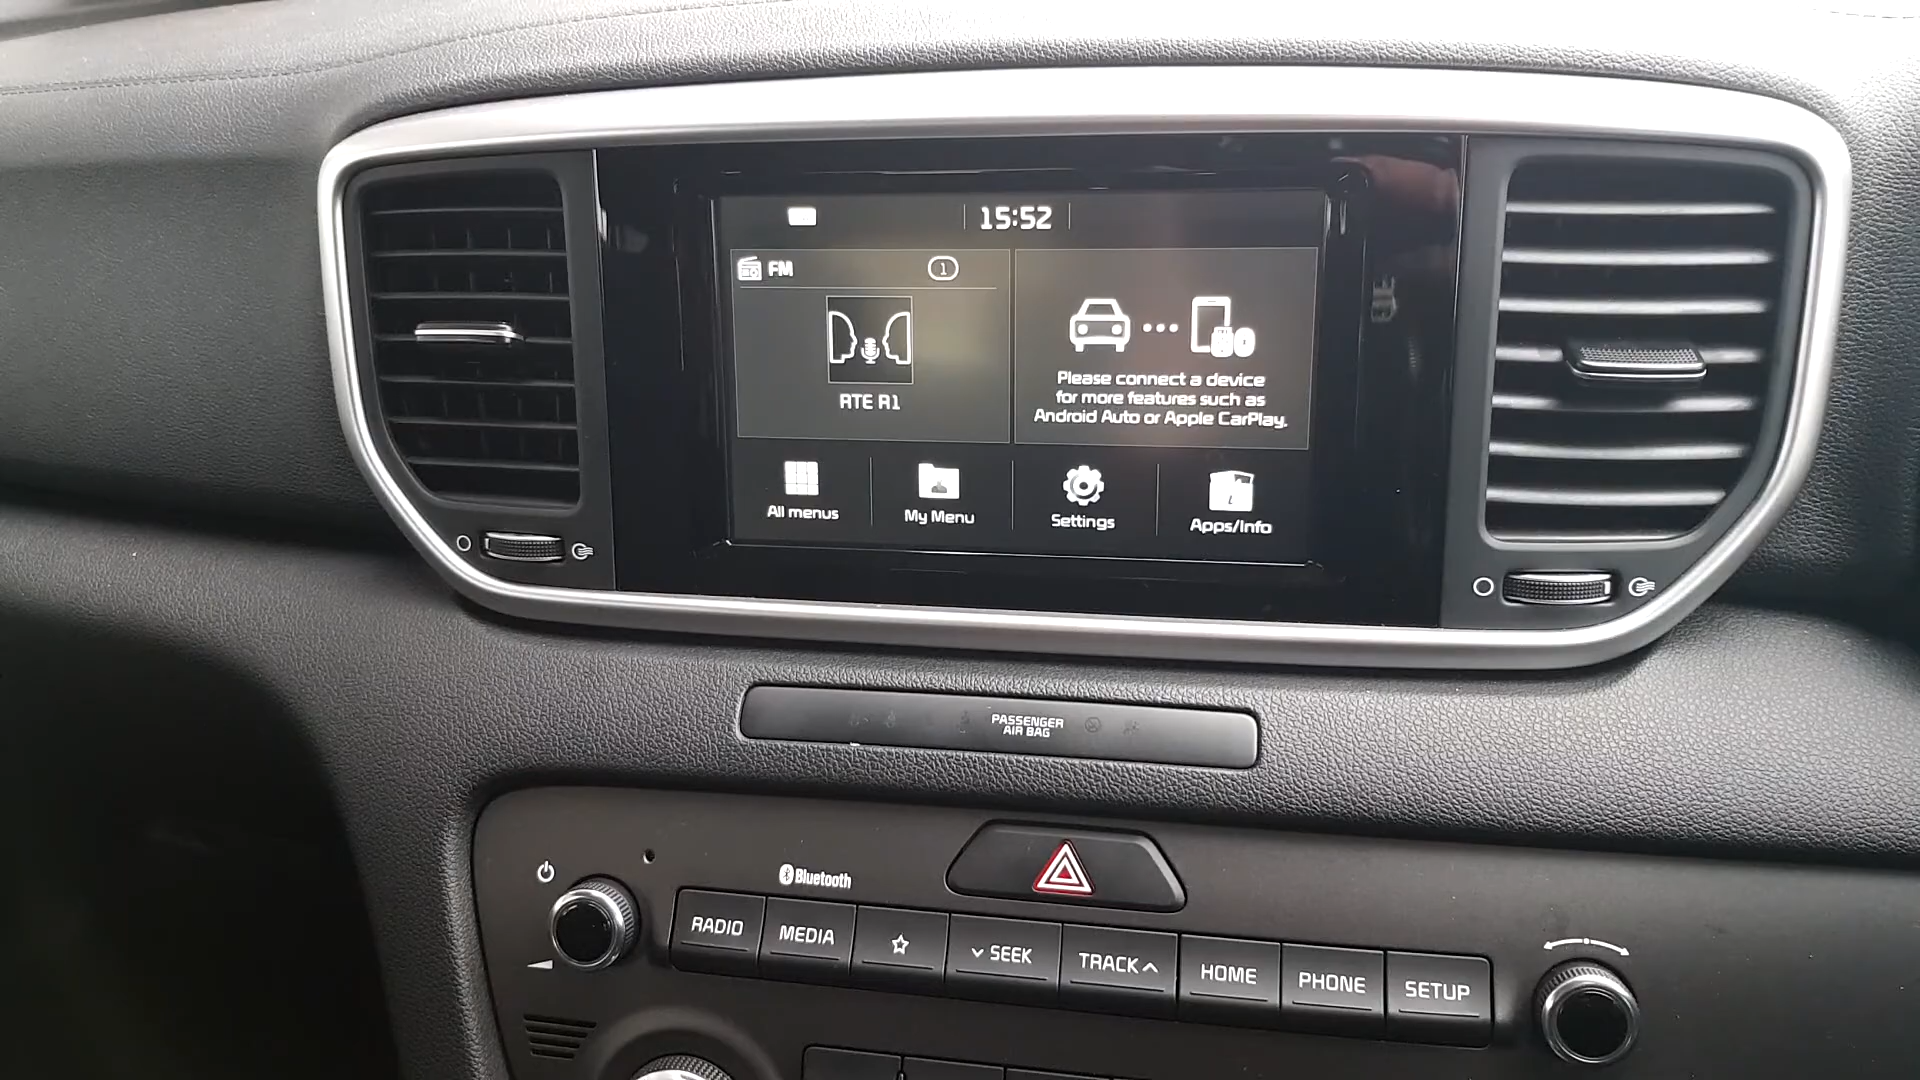 15:52
FM 1
RTE R1
Please connect a device
for more features such as
Android Auto or Apple CarPlay.
All menus
My Menu
Settings
Apps/Info
PASSENGER
AIR BAG
Bluetooth
RADIO
MEDIA
SEEK
TRACK
HOME
PHONE
SETUP